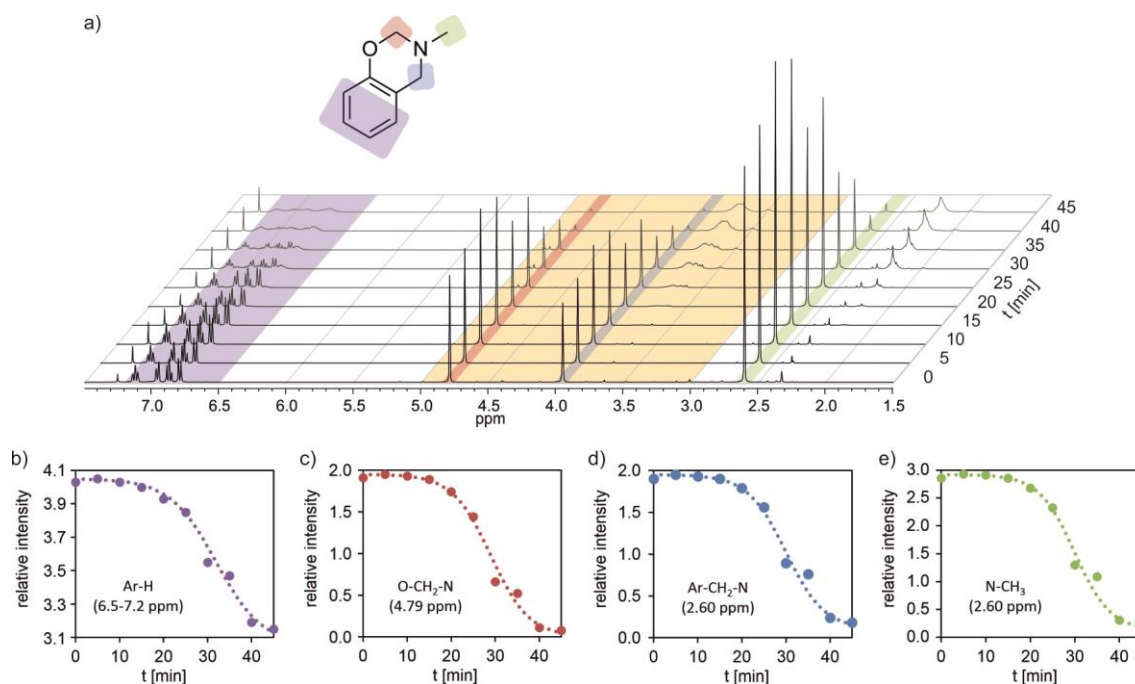 a)
O
N
45
40
35
30
25
20
15
10
5
0
t [min]
7.0 6.5 6.0 5.5 5.0 4.5 4.0 3.5 3.0 2.5 2.0 1.5
ppm
b)
relative intensity
4.1
3.9
3.7
3.5
3.3
3.1
Ar-H
(6.5-7.2 ppm)
0 10 20 30 40
t [min]
c)
relative intensity
2.0
1.5
1.0
0.5
0.0
O-CH₂-N
(4.79 ppm)
0 10 20 30 40
t [min]
d)
relative intensity
2.0
1.5
1.0
0.5
0.0
Ar-CH₂-N
(2.60 ppm)
0 10 20 30 40
t [min]
e)
relative intensity
3.0
2.5
2.0
1.5
1.0
0.5
0.0
N-CH₃
(2.60 ppm)
0 10 20 30 40
t [min]